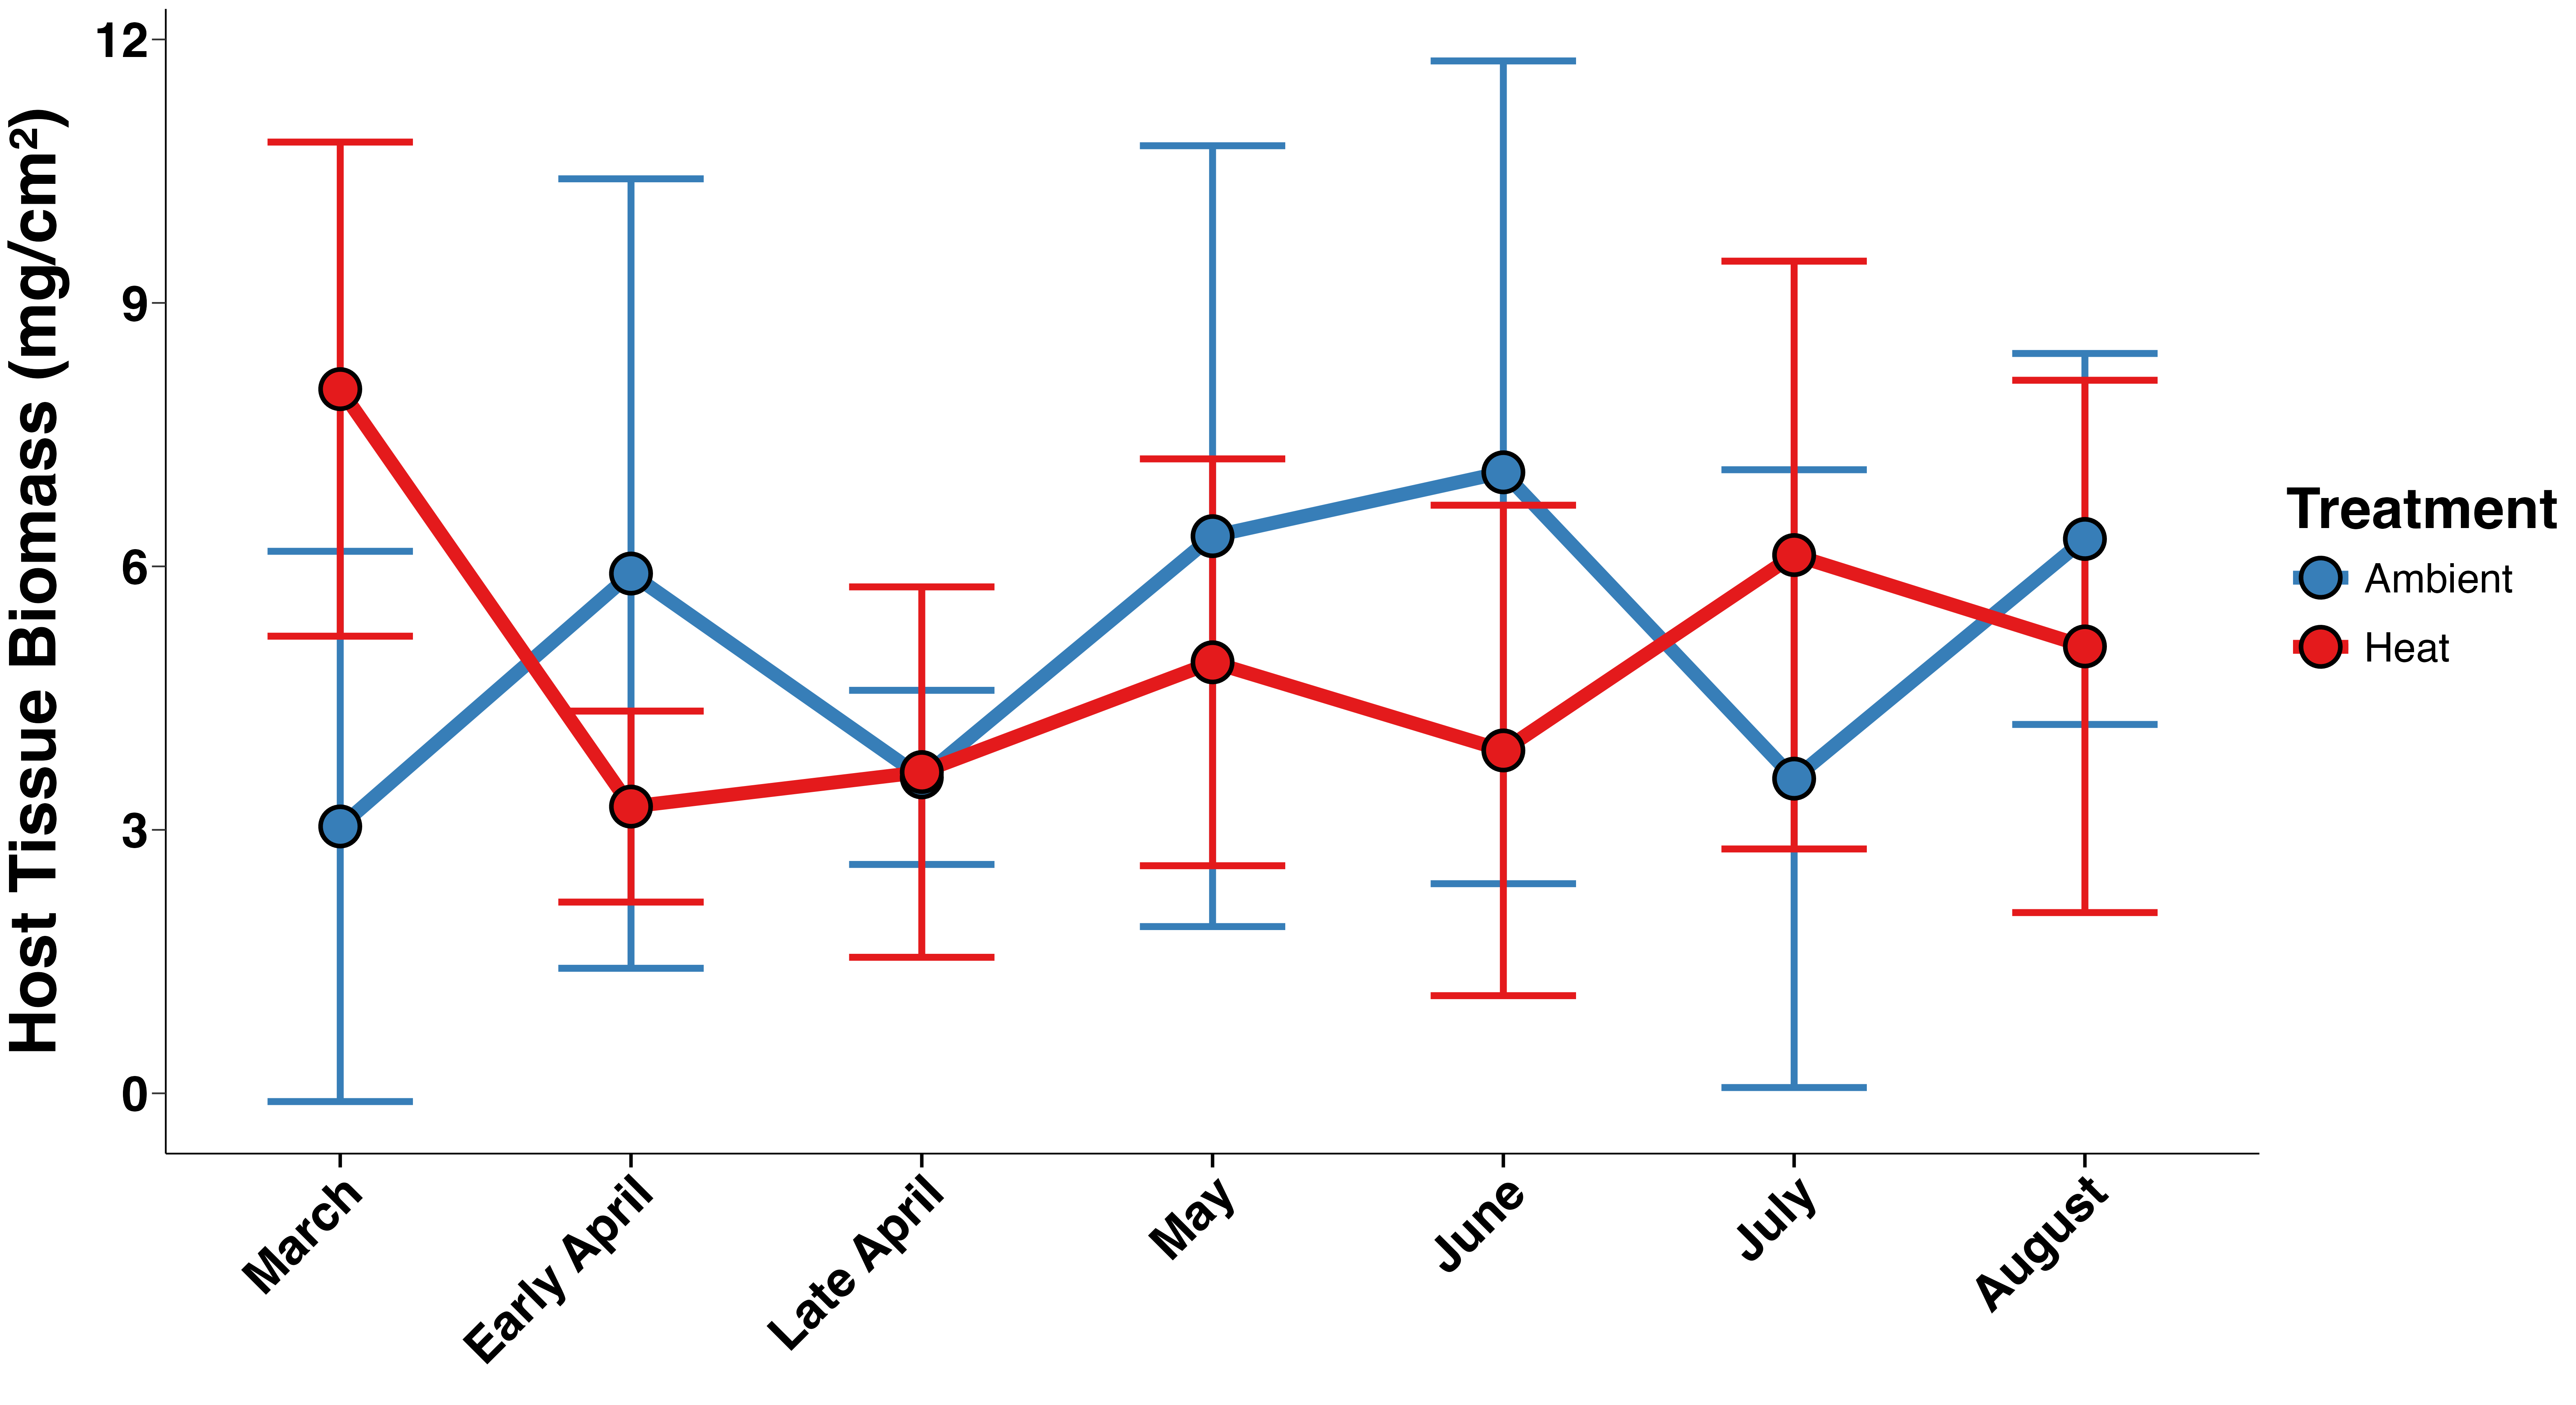 Host Tissue Biomass (mg/cm²)
12
9
6
3
0
March
Early April
Late April
May
June
July
August
Treatment
Ambient
Heat